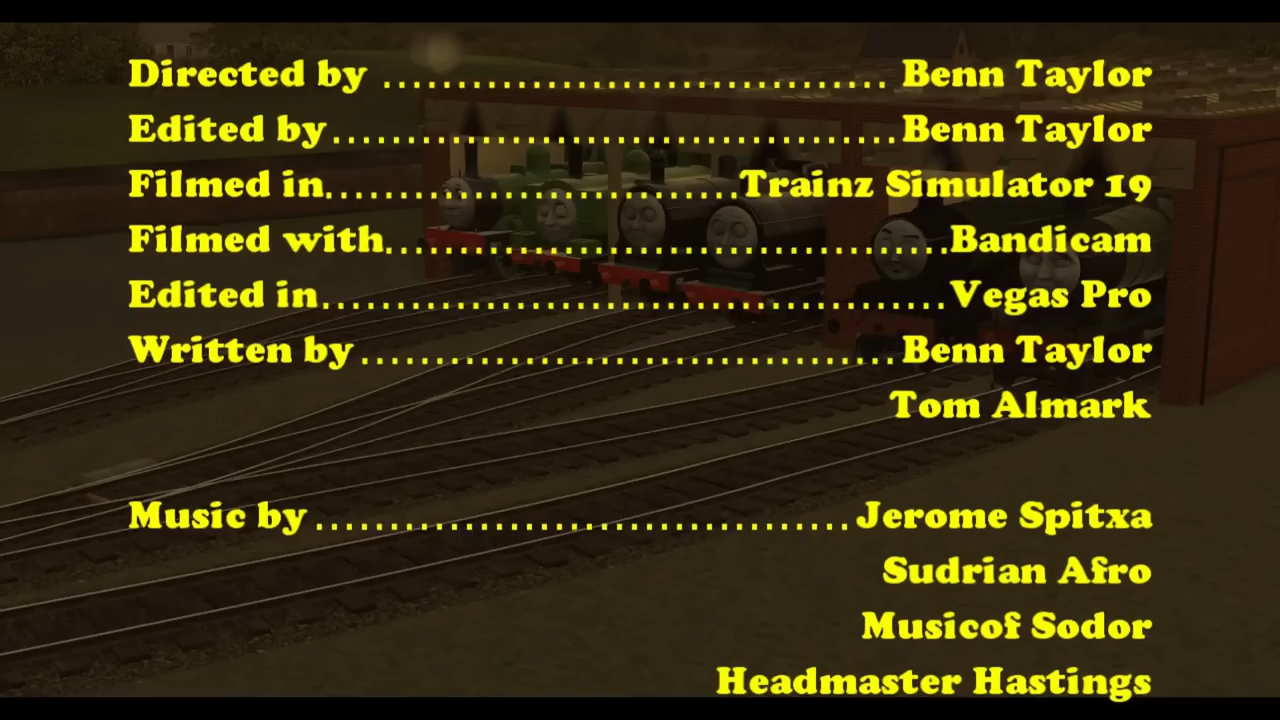 Directed by ................................. Benn Taylor
Edited by......................................Benn Taylor
Filmed in............................Trainz Simulator 19
Filmed with......................................Bandicam
Edited in..........................................Vegas Pro
Written by....................................Benn Taylor
Tom Almark
Music by....................................Jerome Spitxa
Sudrian Afro
Musicof Sodor
Headmaster Hastings